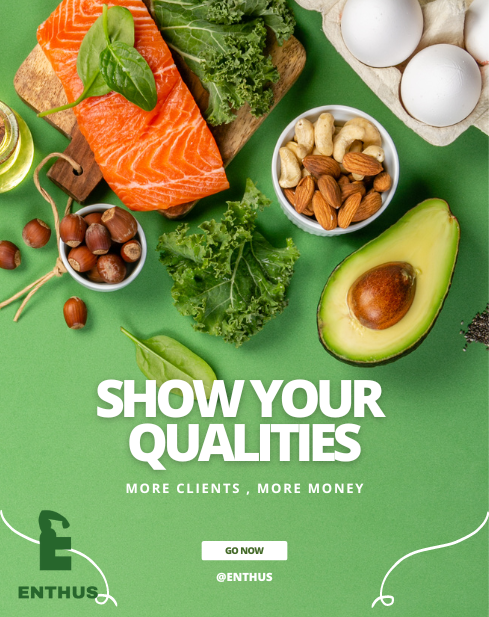 SHOW YOUR
QUALITIES
MORE CLIENTS , MORE MONEY
GO NOW
@ENTHUS
E
ENTHUS